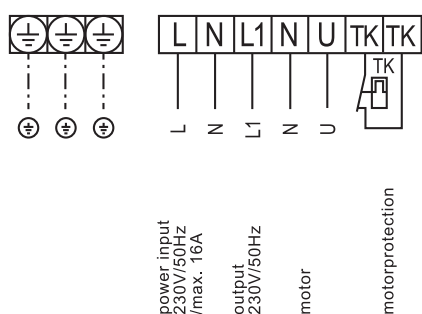 L N L1 N U TK TK
TK
L N L1 N U
power input
230V/50Hz
/max. 16A
output
230V/50Hz
motor
motorprotection